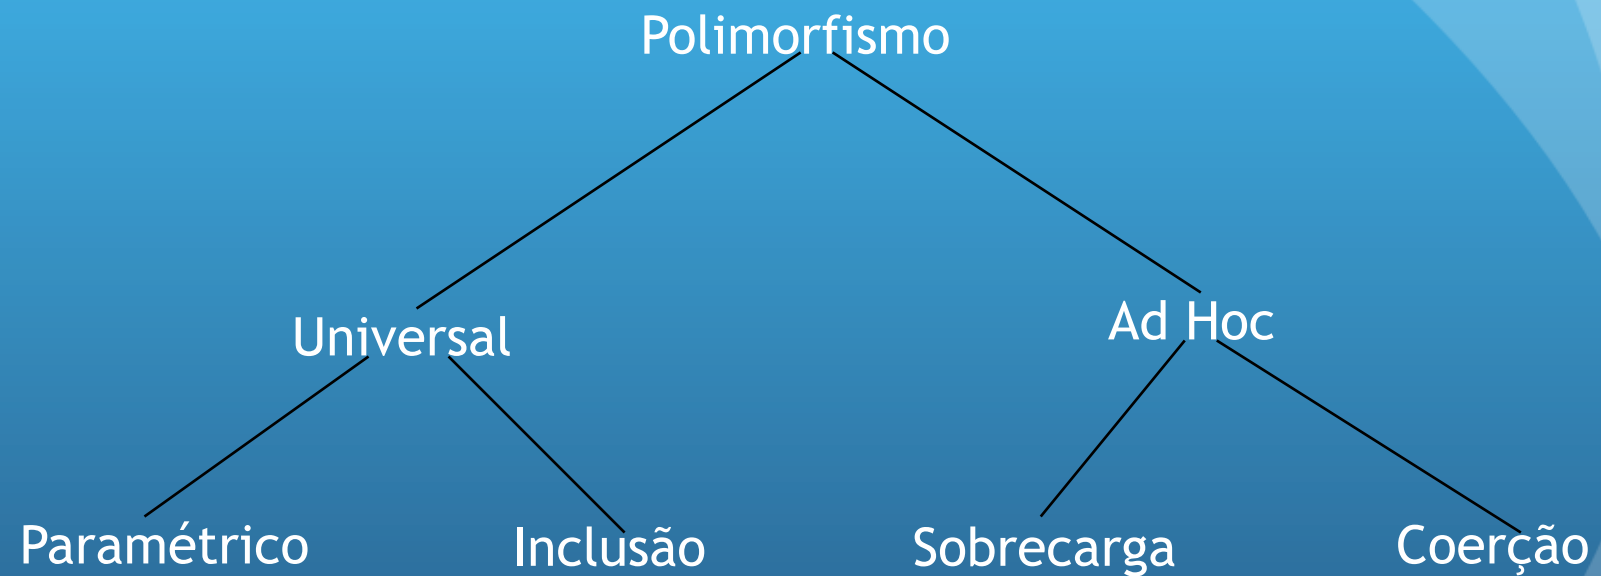 Polimorfismo
Universal
Ad Hoc
Paramétrico
Inclusão
Sobrecarga
Coerção